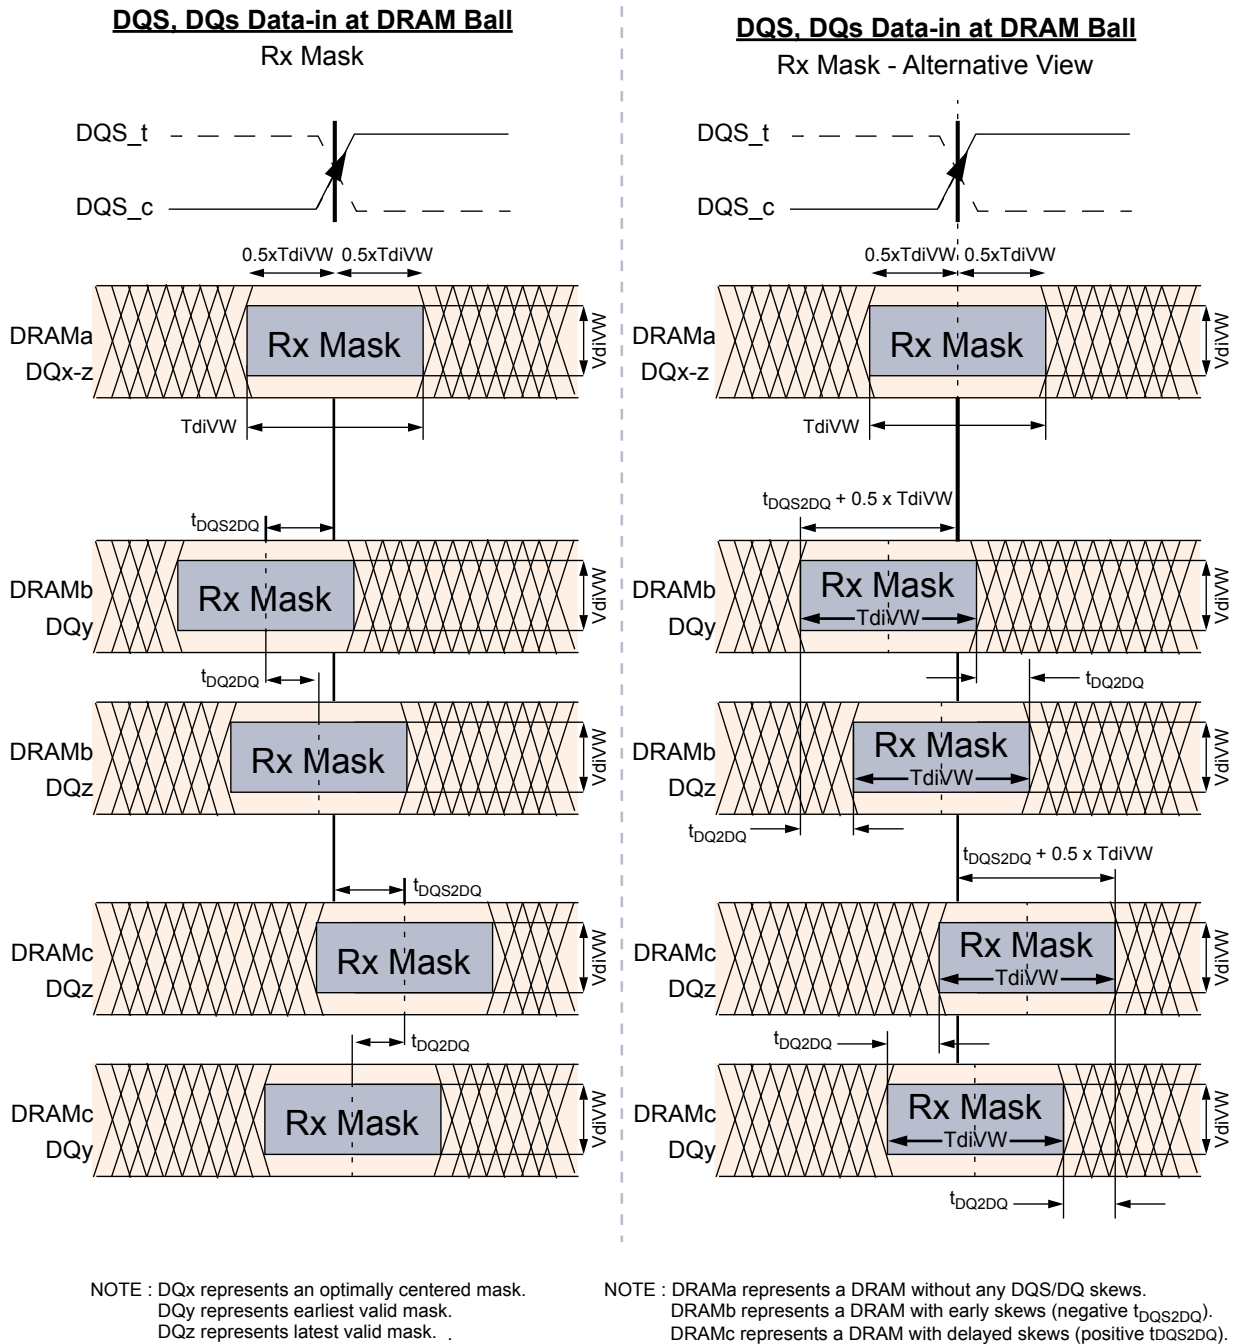 DQS, DQs Data-in at DRAM Ball
Rx Mask
DQS_t
DQS_c
0.5xTdiVW 0.5xTdiVW
DRAMa
DQx-z
Rx Mask
VdiVW
TdiVW
tDQS2DQ
DRAMb
DQy
Rx Mask
VdiVW
tDQ2DQ
DRAMb
DQz
Rx Mask
VdiVW
tDQS2DQ
DRAMc
DQz
Rx Mask
VdiVW
tDQ2DQ
DRAMc
DQy
Rx Mask
VdiVW
NOTE : DQx represents an optimally centered mask.
DQy represents earliest valid mask.
DQz represents latest valid mask. .
DQS, DQs Data-in at DRAM Ball
Rx Mask - Alternative View
DQS_t
DQS_c
0.5xTdiVW 0.5xTdiVW
DRAMa
DQx-z
Rx Mask
VdiVW
TdiVW
tDQS2DQ + 0.5 x TdiVW
DRAMb
DQy
Rx Mask
TdiVW
VdiVW
tDQ2DQ
DRAMb
DQz
Rx Mask
TdiVW
VdiVW
tDQ2DQ
tDQS2DQ + 0.5 x TdiVW
DRAMc
DQz
Rx Mask
TdiVW
VdiVW
tDQ2DQ
DRAMc
DQy
Rx Mask
TdiVW
VdiVW
tDQ2DQ
NOTE : DRAMa represents a DRAM without any DQS/DQ skews.
DRAMb represents a DRAM with early skews (negative tDQS2DQ).
DRAMc represents a DRAM with delayed skews (positive tDQS2DQ).